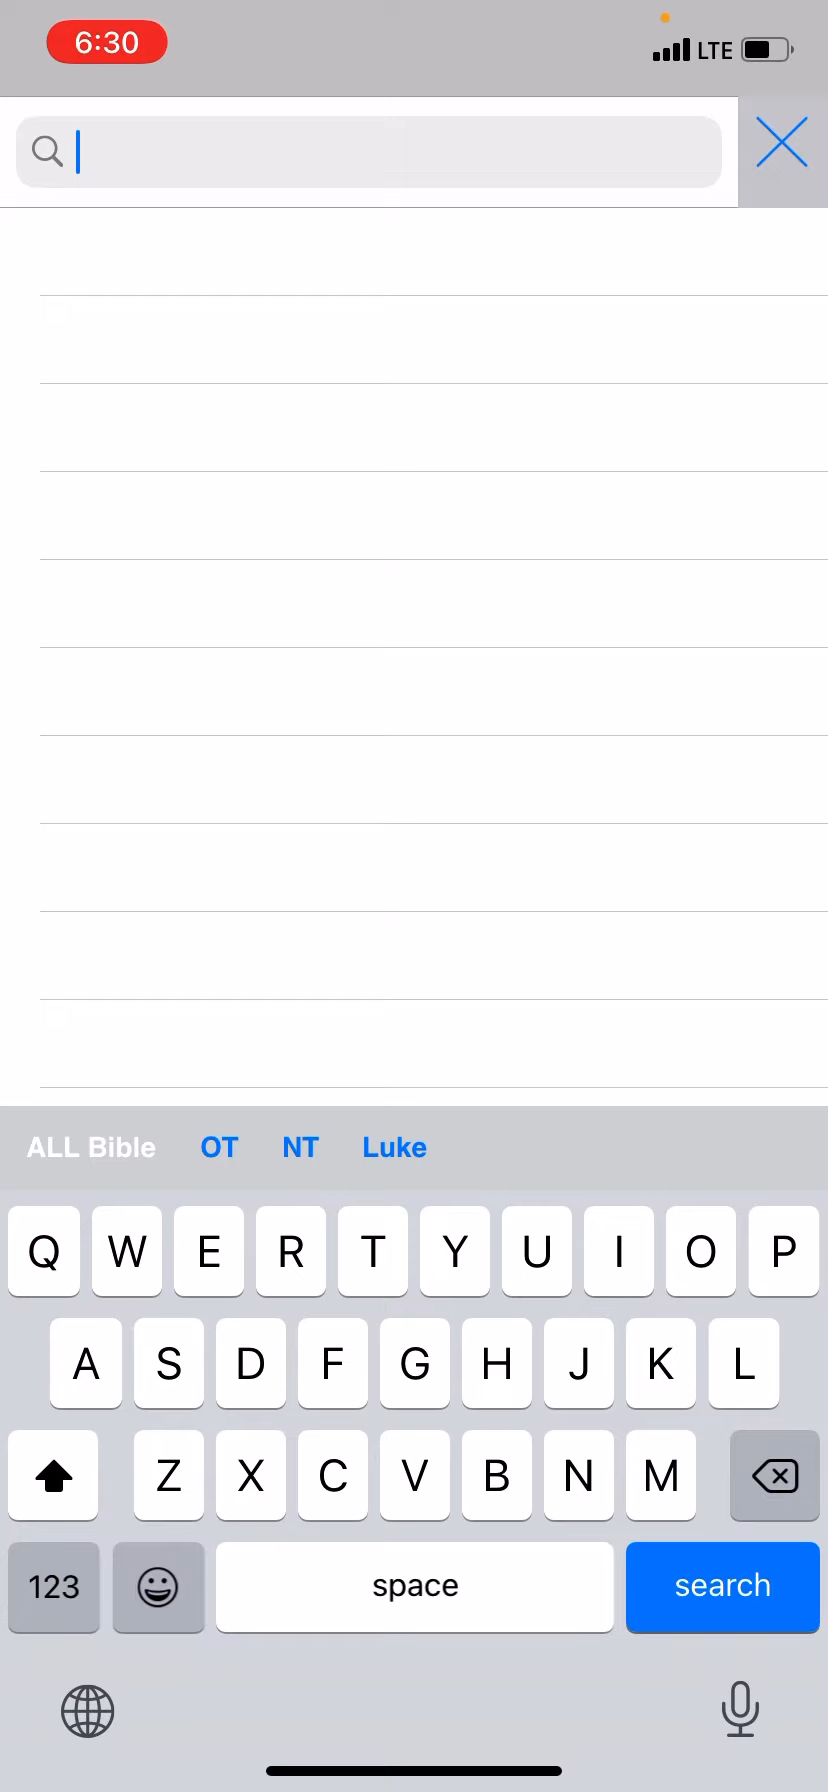 6:30 LTE
ALL Bible OT NT Luke
Q W E R T Y U I O P
A S D F G H J K L
Z X C V B N M
123 space search